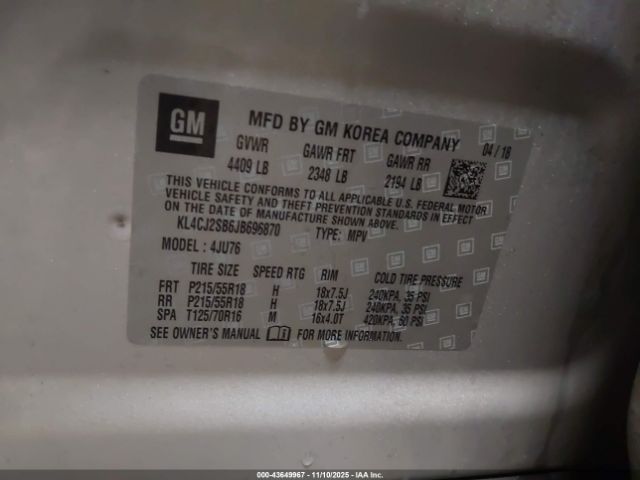 GM
MFD BY GM KOREA COMPANY 04 / 18
GVWR GAWR FRT GAWR RR
4409 LB 2348 LB 2194 LB
THIS VEHICLE CONFORMS TO ALL APPLICABLE U.S. FEDERAL MOTOR
VEHICLE SAFETY AND THEFT PREVENTION STANDARDS IN EFFECT
ON THE DATE OF MANUFACTURE SHOWN ABOVE.
KL4CJ2SB6JB696870 TYPE: MPV
MODEL : 4JU76
TIRE SIZE SPEED RTG RIM COLD TIRE PRESSURE
FRT P215/55R18 H 18x7.5J 240KPA, 35 PSI
RR P215/55R18 H 18x7.5J 240KPA, 35 PSI
SPA T125/70R16 M 16x4.0T 420KPA, 60 PSI
SEE OWNER'S MANUAL FOR MORE INFORMATION
000-43649967 - 11/10/2025 - IAA Inc.